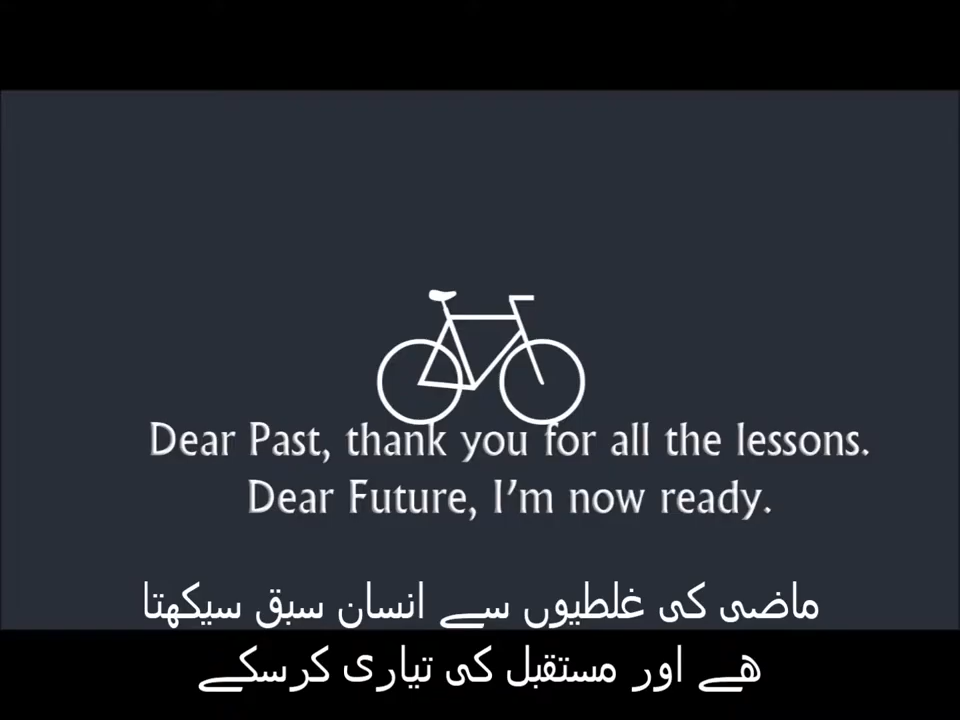 Dear Past, thank you for all the lessons.
Dear Future, I'm now ready.
ماضی کی غلطیوں سے انسان سبق سیکھتا
ھے اور مستقبل کی تیاری کرسکے